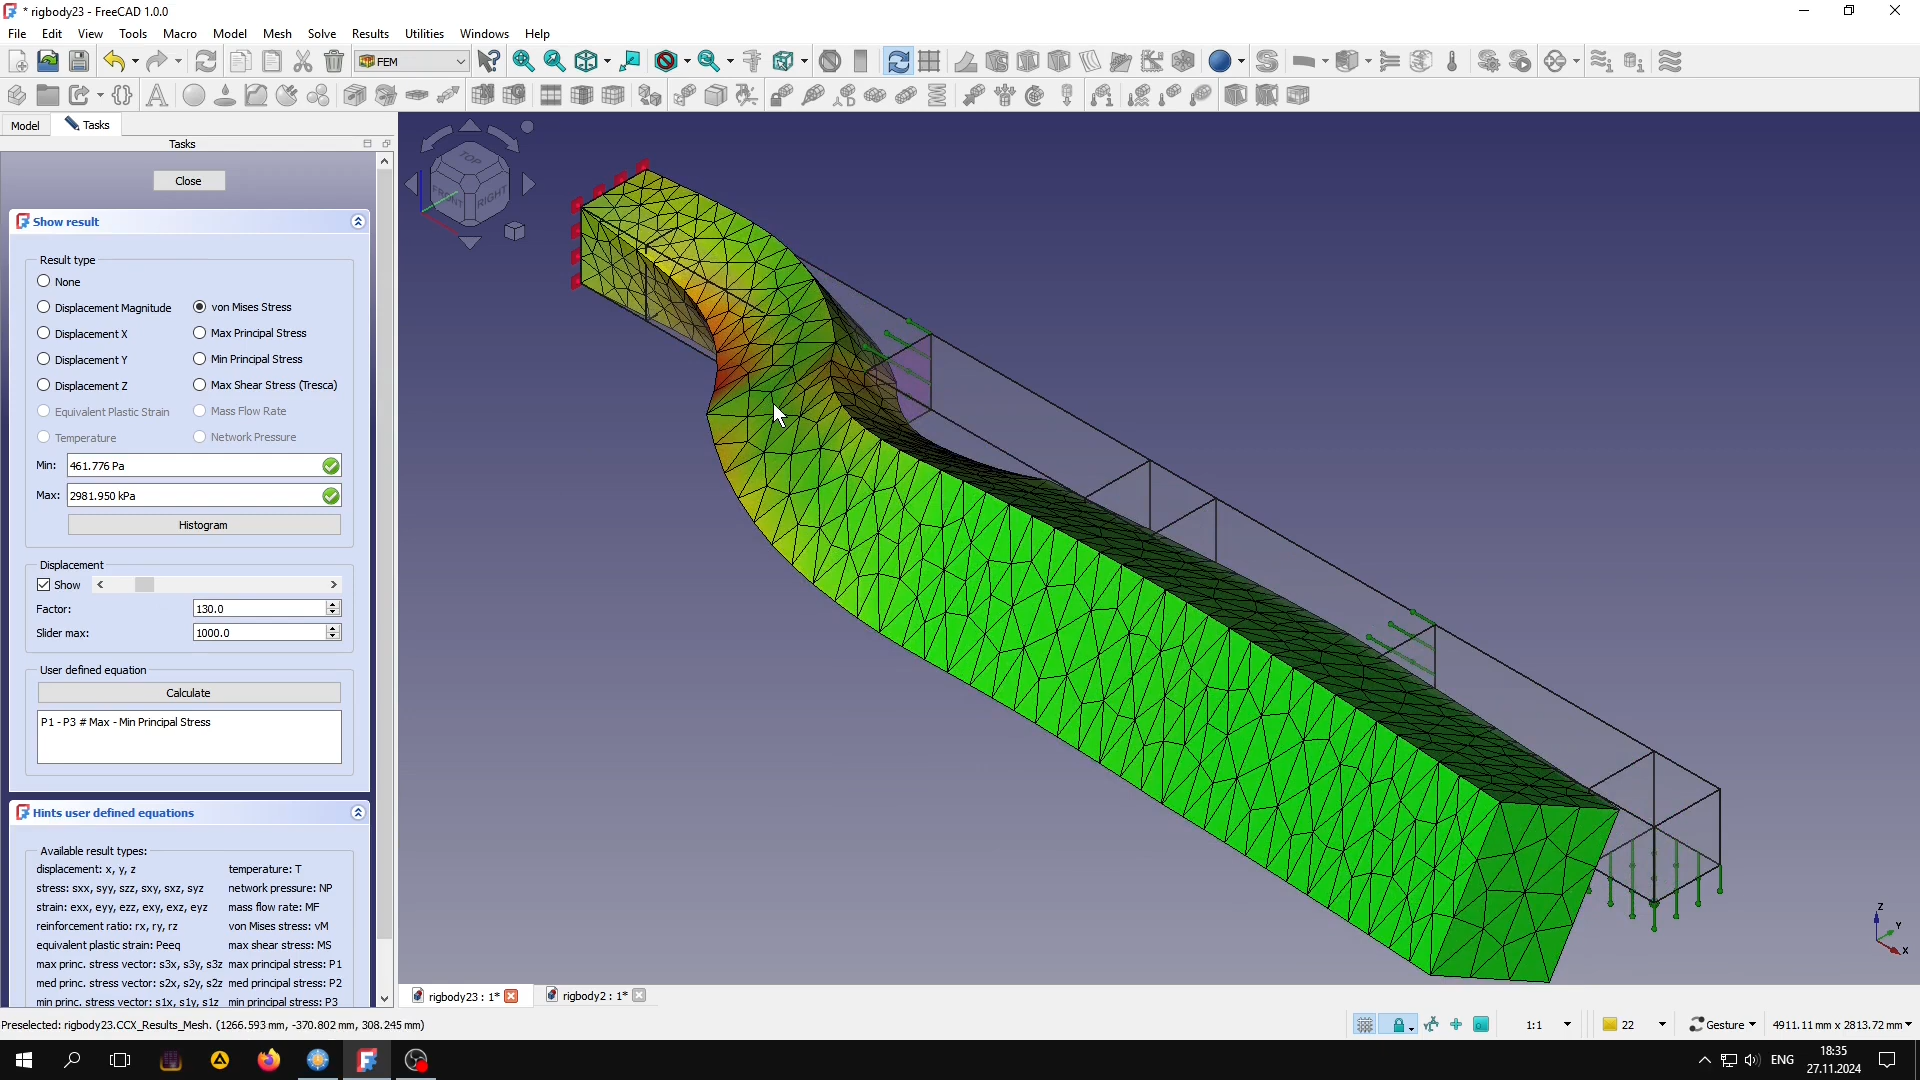 * rigbody23 - FreeCAD 1.0.0
File Edit View Tools Macro Model Mesh Solve Results Utilities Windows Help
FEM
Model Tasks
Tasks
Close
Show result
Result type
None
Displacement Magnitude von Mises Stress
Displacement X Max Principal Stress
Displacement Y Min Principal Stress
Displacement Z Max Shear Stress (Tresca)
Equivalent Plastic Strain Mass Flow Rate
Temperature Network Pressure
Min: 461.776 Pa
Max: 2981.950 kPa
Histogram
Displacement
Show
Factor: 130.0
Slider max: 1000.0
User defined equation
Calculate
P1 - P3 # Max - Min Principal Stress
Hints user defined equations
Available result types:
displacement: x, y, z temperature: T
stress: sxx, syy, szz, sxy, sxz, syz network pressure: NP
strain: exx, eyy, ezz, exy, exz, eyz mass flow rate: MF
reinforcement ratio: rx, ry, rz von Mises stress: vM
equivalent plastic strain: Peeq max shear stress: MS
max princ. stress vector: s3x, s3y, s3z max principal stress: P1
med princ. stress vector: s2x, s2y, s2z med principal stress: P2
min princ. stress vector: s1x, s1y, s1z min principal stress: P3
TOP
FRONT
RIGHT
Z
Y
X
rigbody23 : 1* rigbody2 : 1*
Preselected: rigbody23.CCX_Results_Mesh. (1266.593 mm, -370.802 mm, 308.245 mm)
1:1 22 Gesture 4911.11 mm x 2813.72 mm
ENG
18:35
27.11.2024